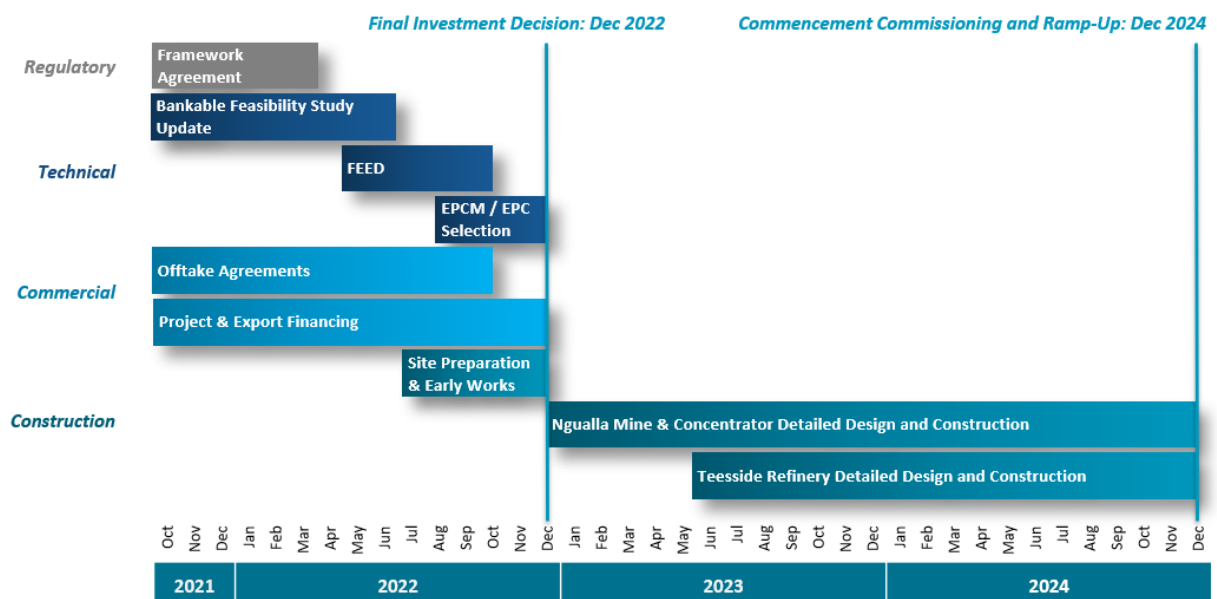 Final Investment Decision: Dec 2022
Commencement Commissioning and Ramp-Up: Dec 2024
Regulatory
Framework
Agreement
Bankable Feasibility Study
Update
Technical
FEED
EPCM / EPC
Selection
Offtake Agreements
Commercial
Project & Export Financing
Site Preparation
& Early Works
Construction
Ngualla Mine & Concentrator Detailed Design and Construction
Teesside Refinery Detailed Design and Construction
Oct Nov Dec Jan Feb Mar Apr May Jun Jul Aug Sep Oct Nov Dec Jan Feb Mar Apr May Jun Jul Aug Sep Oct Nov Dec Jan Feb Mar Apr May Jun Jul Aug Sep Oct Nov Dec
2021 2022 2023 2024